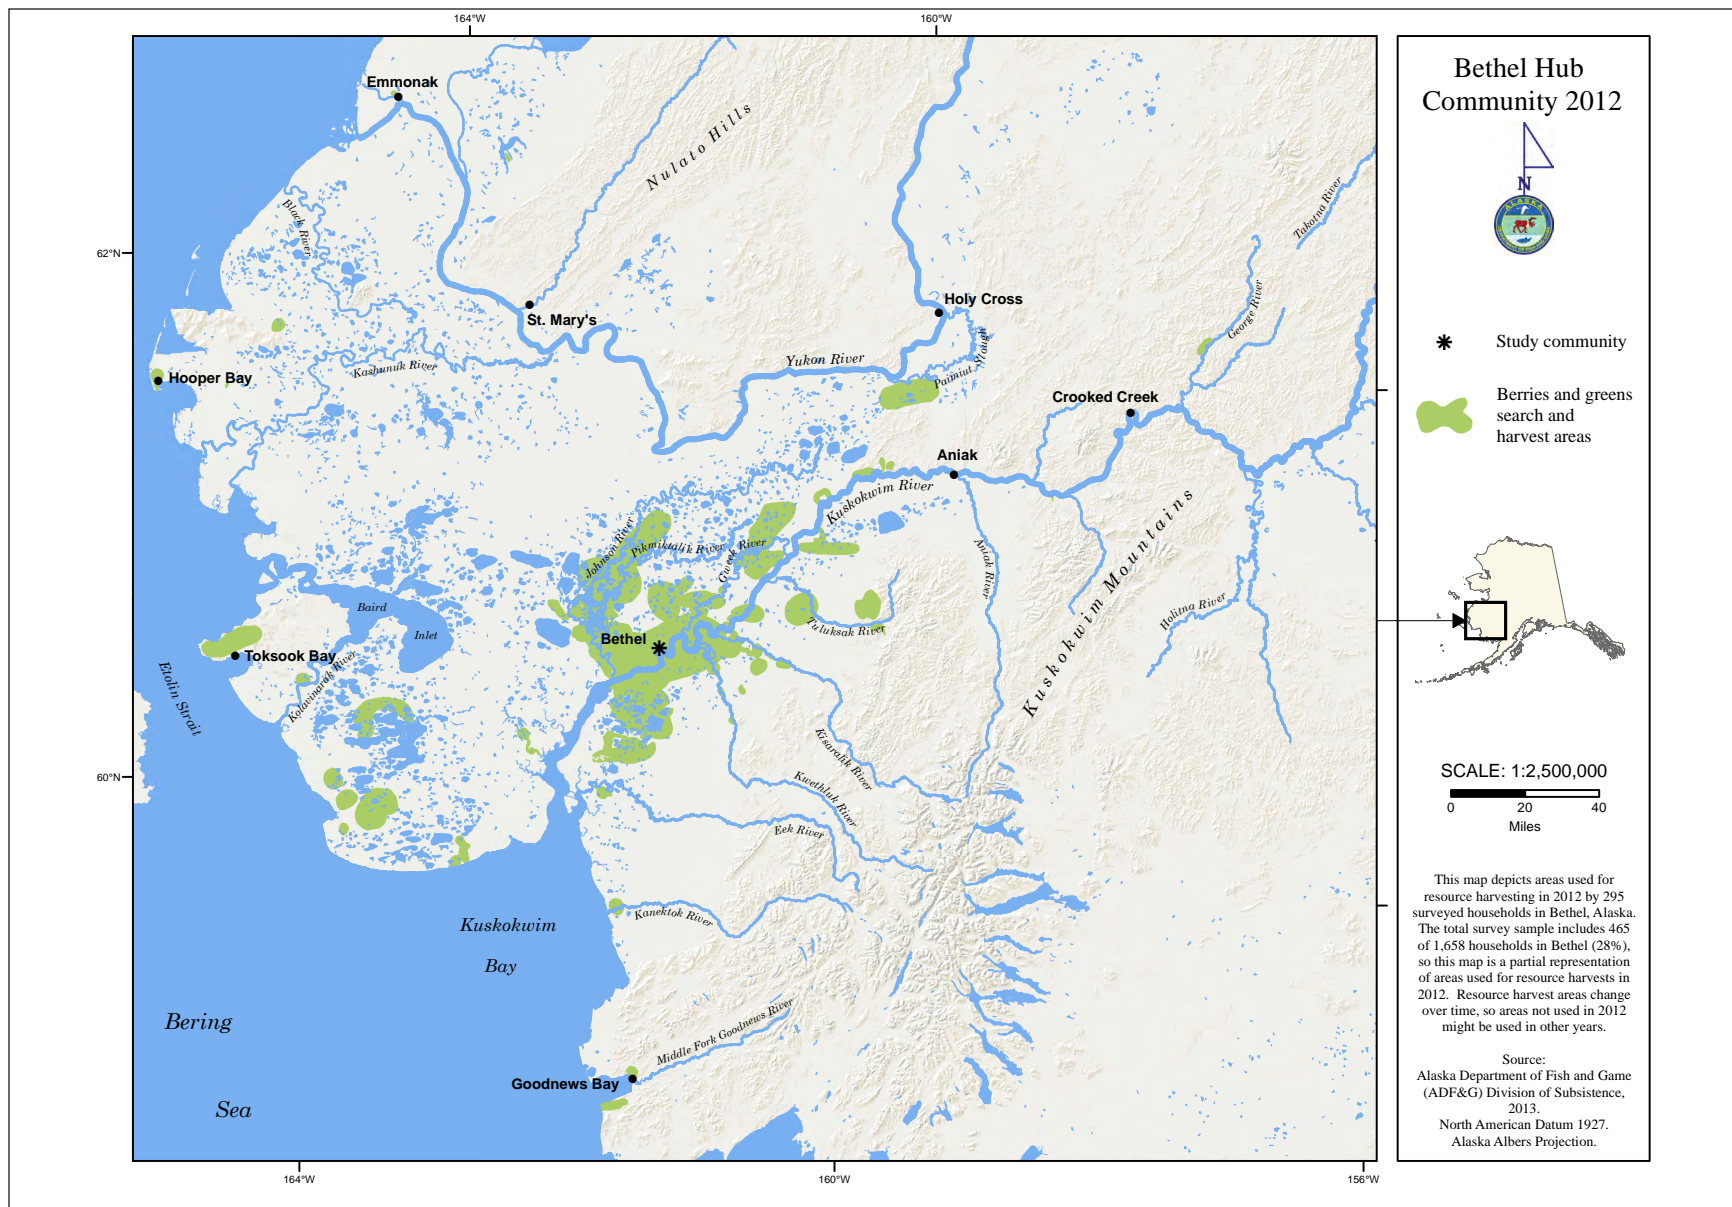 164°W
160°W
Emmonak
Nulato Hills
Black River
Takotna River
62°N
St. Mary's
Holy Cross
George River
Paimiut Slough
Yukon River
Kashunuk River
Hooper Bay
Crooked Creek
Aniak
Kuskokwim River
Johnson River
Pikmiktalik River
Gweek River
Aniak River
Kuskokwim Mountains
Holitna River
Baird
Inlet
Tuluksak River
Bethel
Toksook Bay
Kolavinarak River
Etolin Strait
60°N
Kisaralik River
Kwethluk River
Eek River
Kanektok River
Kuskokwim
Bay
Bering
Sea
Middle Fork Goodnews River
Goodnews Bay
164°W
160°W
156°W
Bethel Hub
Community 2012
N
ALASKA
Study community
Berries and greens
search and
harvest areas
SCALE: 1:2,500,000
0 20 40
Miles
This map depicts areas used for
resource harvesting in 2012 by 295
surveyed households in Bethel, Alaska.
The total survey sample includes 465
of 1,658 households in Bethel (28%),
so this map is a partial representation
of areas used for resource harvests in
2012. Resource harvest areas change
over time, so areas not used in 2012
might be used in other years.
Source:
Alaska Department of Fish and Game
(ADF&G) Division of Subsistence,
2013.
North American Datum 1927.
Alaska Albers Projection.